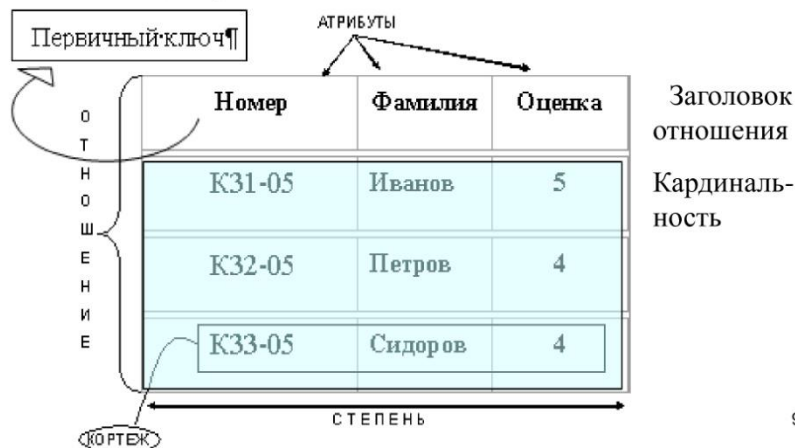 АТРИБУТЫ
Первичный·ключ¶
Номер Фамилия Оценка
Заголовок
отношения
ОТНОШЕНИЕ
К31-05 Иванов 5
Кардиналь-
ность
К32-05 Петров 4
К33-05 Сидоров 4
СТЕПЕНЬ
КОРТЕЖ
9